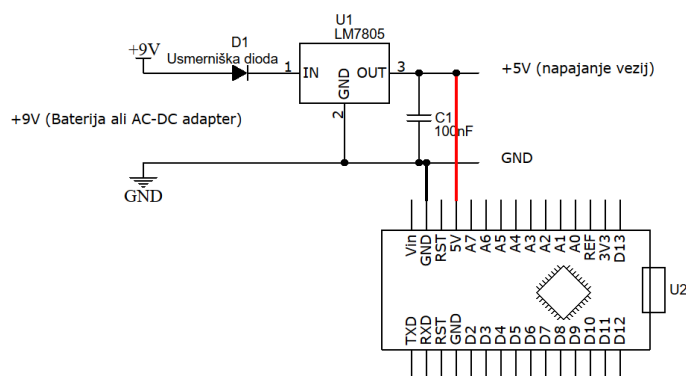 U1
LM7805
D1
+9V
Usmerniška dioda
1
IN
OUT
3
GND
2
+5V (napajanje vezij)
C1
100nF
+9V (Baterija ali AC-DC adapter)
GND
GND
Vin
GND
RST
5V
A7
A6
A5
A4
A3
A2
A1
A0
REF
3V3
D13
U2
TXD
RXD
RST
GND
D2
D3
D4
D5
D6
D7
D8
D9
D10
D11
D12